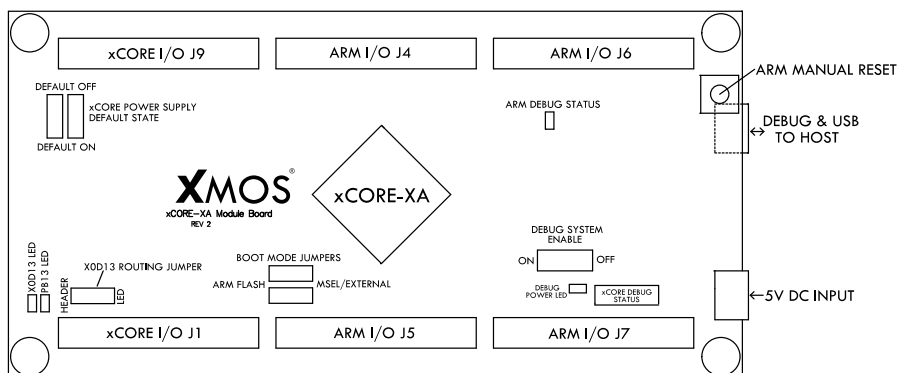 xCORE I/O J9
ARM I/O J4
ARM I/O J6
ARM MANUAL RESET
DEFAULT OFF
xCORE POWER SUPPLY
DEFAULT STATE
DEFAULT ON
ARM DEBUG STATUS
DEBUG & USB
TO HOST
XMOS®
xCORE-XA Module Board
REV 2
xCORE-XA
DEBUG SYSTEM
ENABLE
ON
OFF
BOOT MODE JUMPERS
ARM FLASH
MSEL/EXTERNAL
X0D13 LED
PB13 LED
X0D13 ROUTING JUMPER
HEADER
LED
DEBUG
POWER LED
xCORE DEBUG
STATUS
5V DC INPUT
xCORE I/O J1
ARM I/O J5
ARM I/O J7